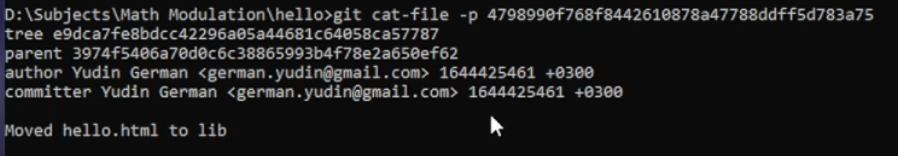 D:\Subjects\Math Modulation\hello>git cat-file -p 4798990f768f8442610878a47788ddff5d783a75
tree e9dca7fe8bdcc42296a05a44681c64058ca57787
parent 3974f5406a70d0c6c38865993b4f78e2a650ef62
author Yudin German <german.yudin@gmail.com> 1644425461 +0300
committer Yudin German <german.yudin@gmail.com> 1644425461 +0300
Moved hello.html to lib